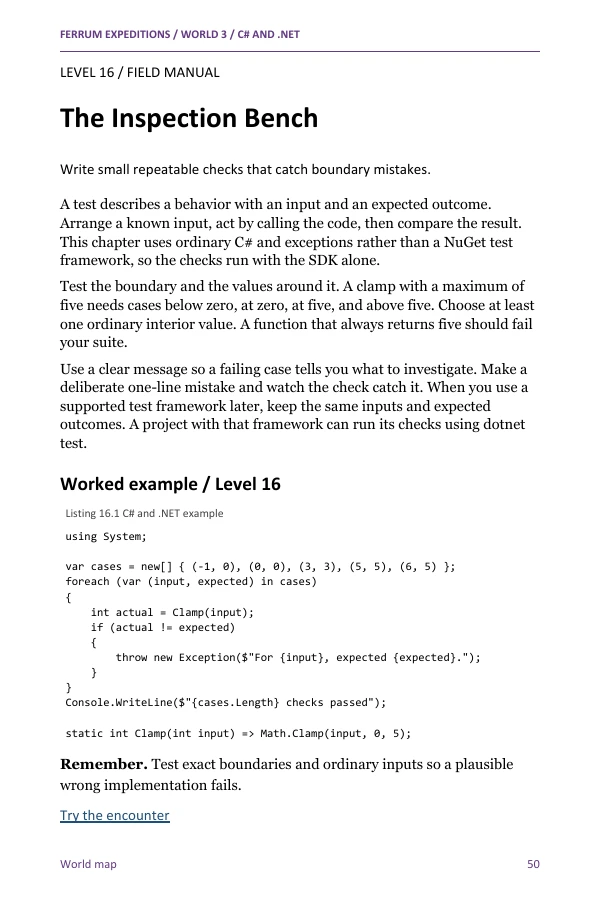 FERRUM EXPEDITIONS / WORLD 3 / C# AND .NET
LEVEL 16 / FIELD MANUAL
The Inspection Bench
Write small repeatable checks that catch boundary mistakes.
A test describes a behavior with an input and an expected outcome.
Arrange a known input, act by calling the code, then compare the result.
This chapter uses ordinary C# and exceptions rather than a NuGet test
framework, so the checks run with the SDK alone.
Test the boundary and the values around it. A clamp with a maximum of
five needs cases below zero, at zero, at five, and above five. Choose at least
one ordinary interior value. A function that always returns five should fail
your suite.
Use a clear message so a failing case tells you what to investigate. Make a
deliberate one-line mistake and watch the check catch it. When you use a
supported test framework later, keep the same inputs and expected
outcomes. A project with that framework can run its checks using dotnet
test.
Worked example / Level 16
Listing 16.1 C# and .NET example
using System;
var cases = new[] { (-1, 0), (0, 0), (3, 3), (5, 5), (6, 5) };
foreach (var (input, expected) in cases)
{
    int actual = Clamp(input);
    if (actual != expected)
    {
        throw new Exception($"For {input}, expected {expected}.");
    }
}
Console.WriteLine($"{cases.Length} checks passed");
static int Clamp(int input) => Math.Clamp(input, 0, 5);
Remember. Test exact boundaries and ordinary inputs so a plausible
wrong implementation fails.
Try the encounter
World map
50